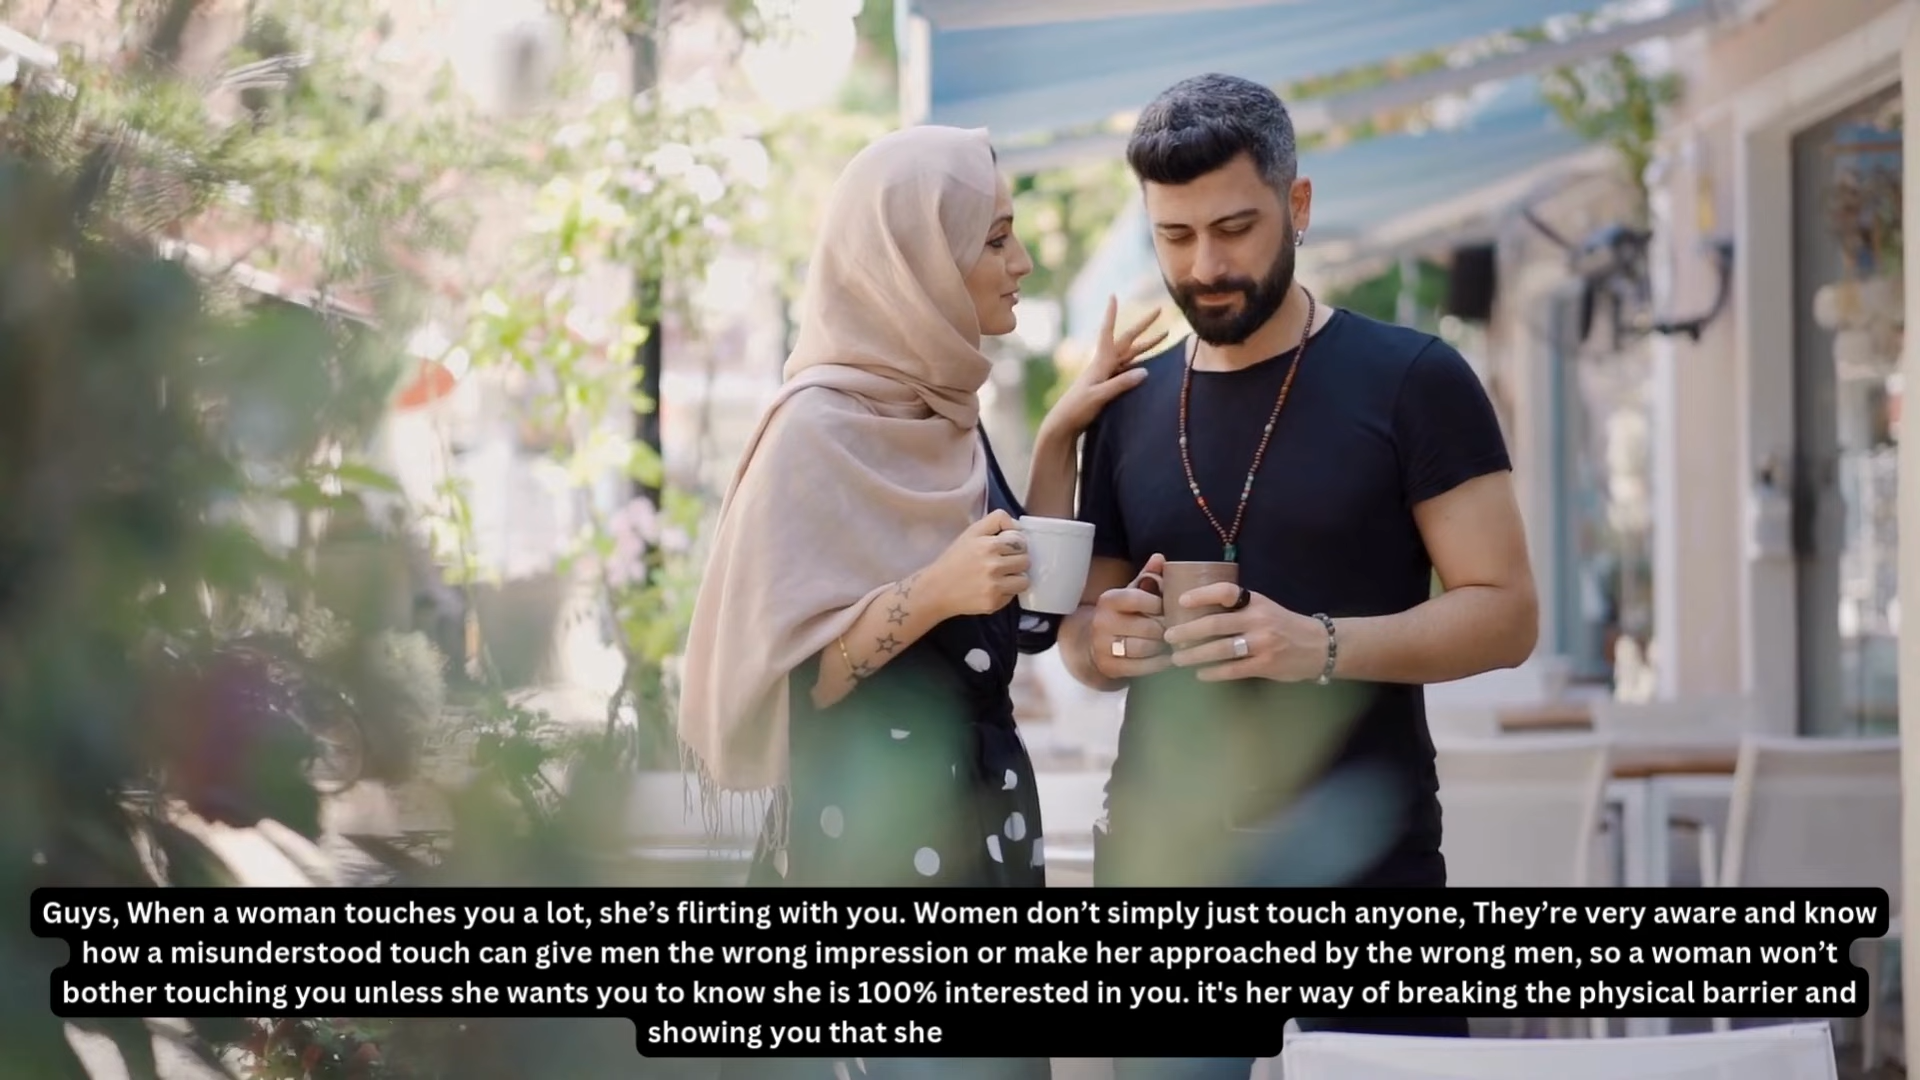 Guys, When a woman touches you a lot, she’s flirting with you. Women don’t simply just touch anyone, They’re very aware and know
how a misunderstood touch can give men the wrong impression or make her approached by the wrong men, so a woman won’t
bother touching you unless she wants you to know she is 100% interested in you. it's her way of breaking the physical barrier and
showing you that she